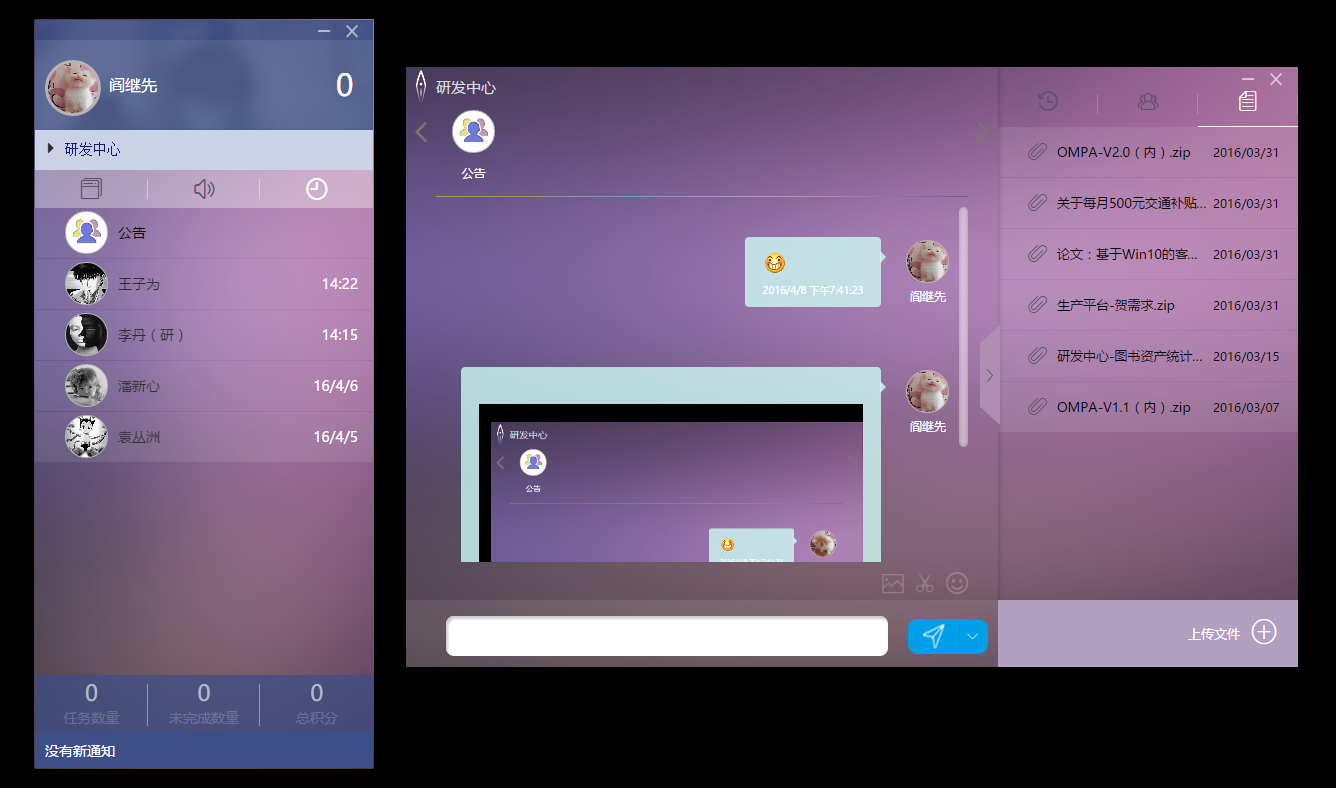 阎继先
0
研发中心
公告
王子为 14:22
李丹（研） 14:15
潘新心 16/4/6
袁丛洲 16/4/5
0 0 0
任务数量 未完成数量 总积分
没有新通知
研发中心
公告
2016/4/8 下午7:41:23
阎继先
阎继先
研发中心
公告
OMPA-V2.0（内）.zip 2016/03/31
关于每月500元交通补贴... 2016/03/31
论文：基于Win10的客... 2016/03/31
生产平台-贺需求.zip 2016/03/31
研发中心-图书资产统计... 2016/03/15
OMPA-V1.1（内）.zip 2016/03/07
上传文件